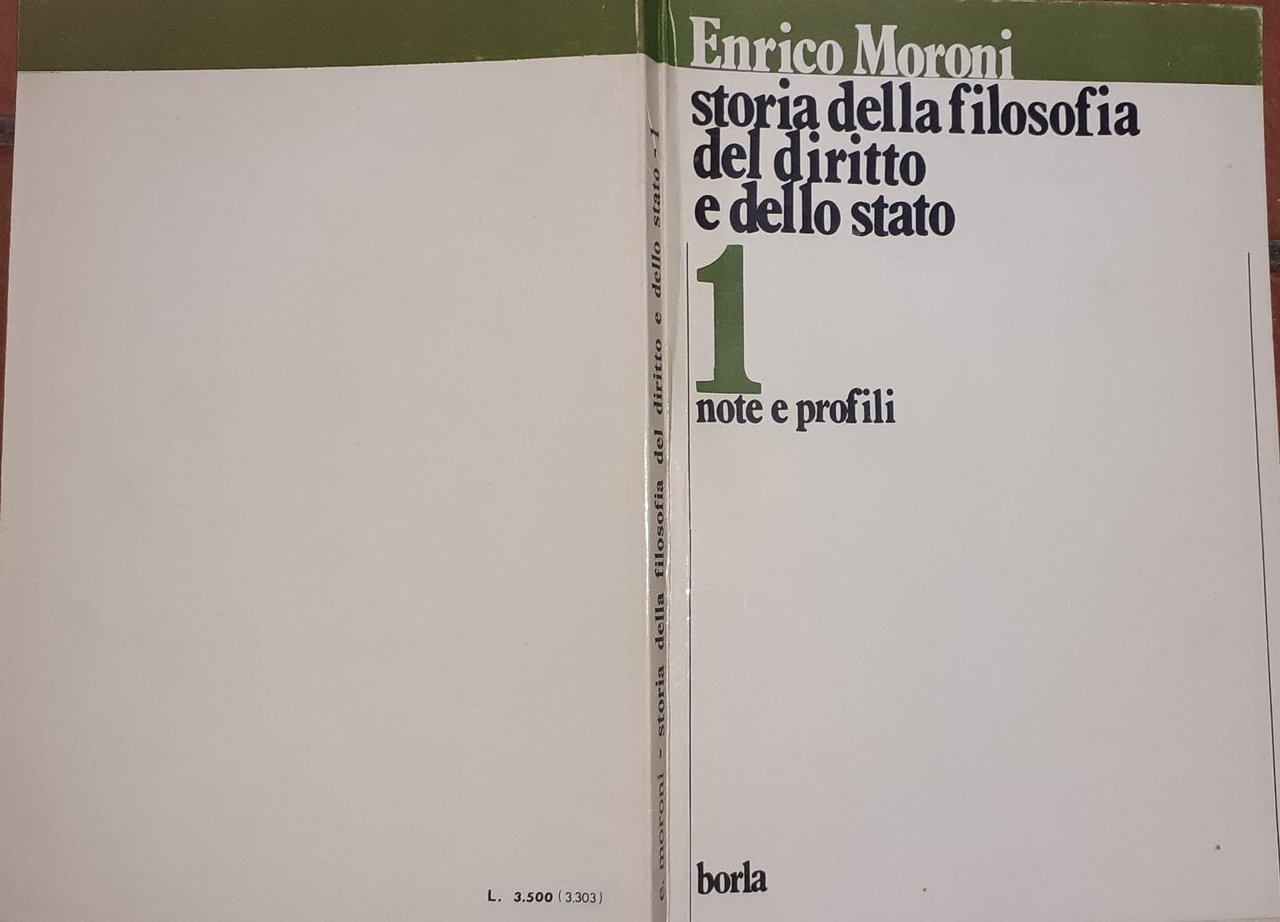 Enrico Moroni
storia della filosofia
del diritto
e dello stato
1
note e profili
borla
e. moroni - storia della filosofia del diritto e dello stato - 1
L. 3.500 (3.303)